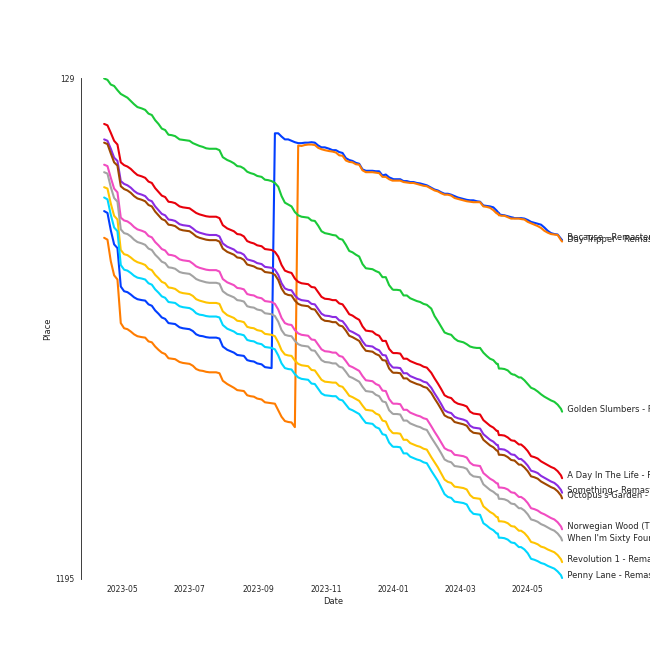 129
Place
1195
2023-05 2023-07 2023-09 2023-11 2024-01 2024-03 2024-05
Date
Because - Remaster
Day Tripper - Remas
Golden Slumbers - R
A Day In The Life - R
Something - Remas
Octopus's Garden -
Norwegian Wood (T
When I'm Sixty Four
Revolution 1 - Rema
Penny Lane - Remas